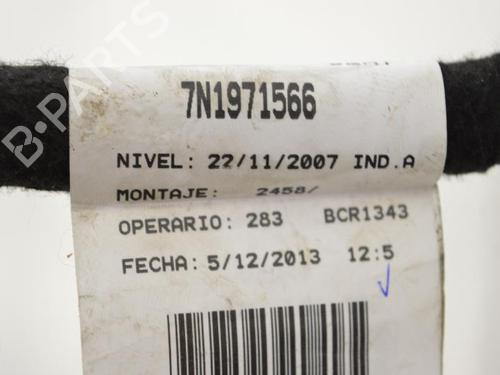 B-PARTS
7N1971566
NIVEL: 22/11/2007 IND.A
MONTAJE: 2458/
OPERARIO: 283 BCR1343
FECHA: 5/12/2013 12:5